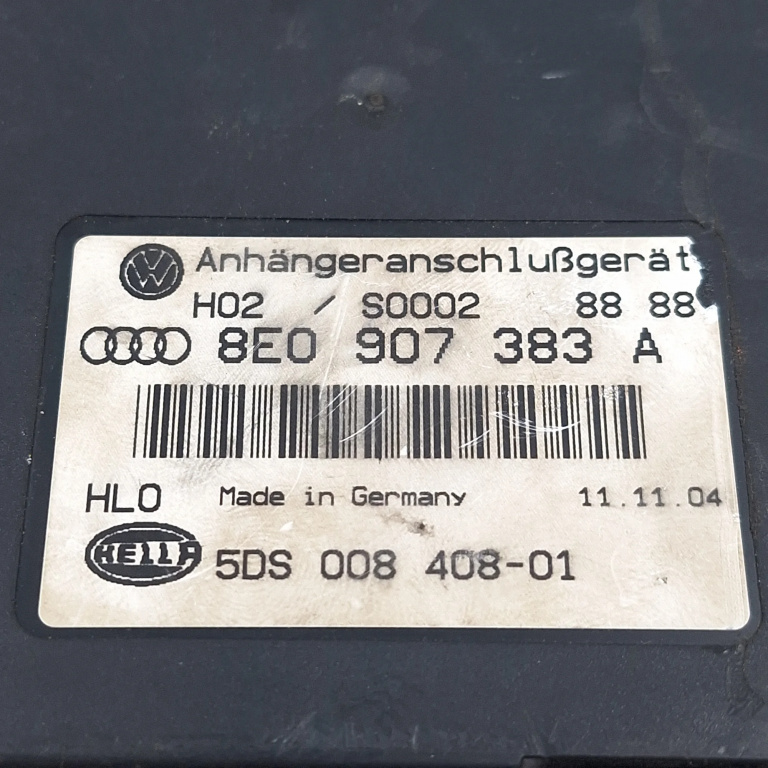 Anhängeranschlußgerät
H02 / S0002 88 88
8E0 907 383 A
HLO Made in Germany 11.11.04
HELLA 5DS 008 408-01